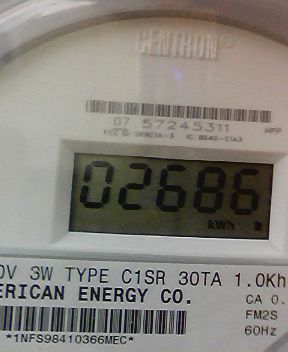 CENTRON®
07 57245311
02686
kWh
0V 3W TYPE C1SR 30TA 1.0Kh
ERICAN ENERGY CO.
CA 0.
FM2S
60Hz
*1NFS98410366MEC*